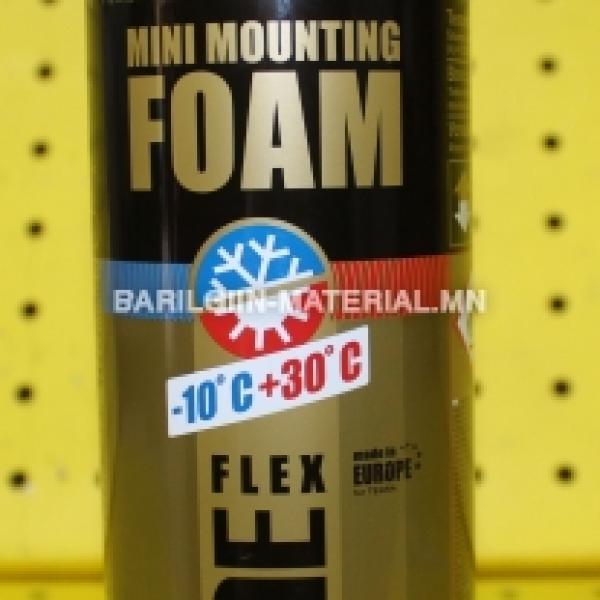 MINI MOUNTING
FOAM
BARILGIIN-MATERIAL.MN
-10°C +30°C
FLEX
made in
EUROPE